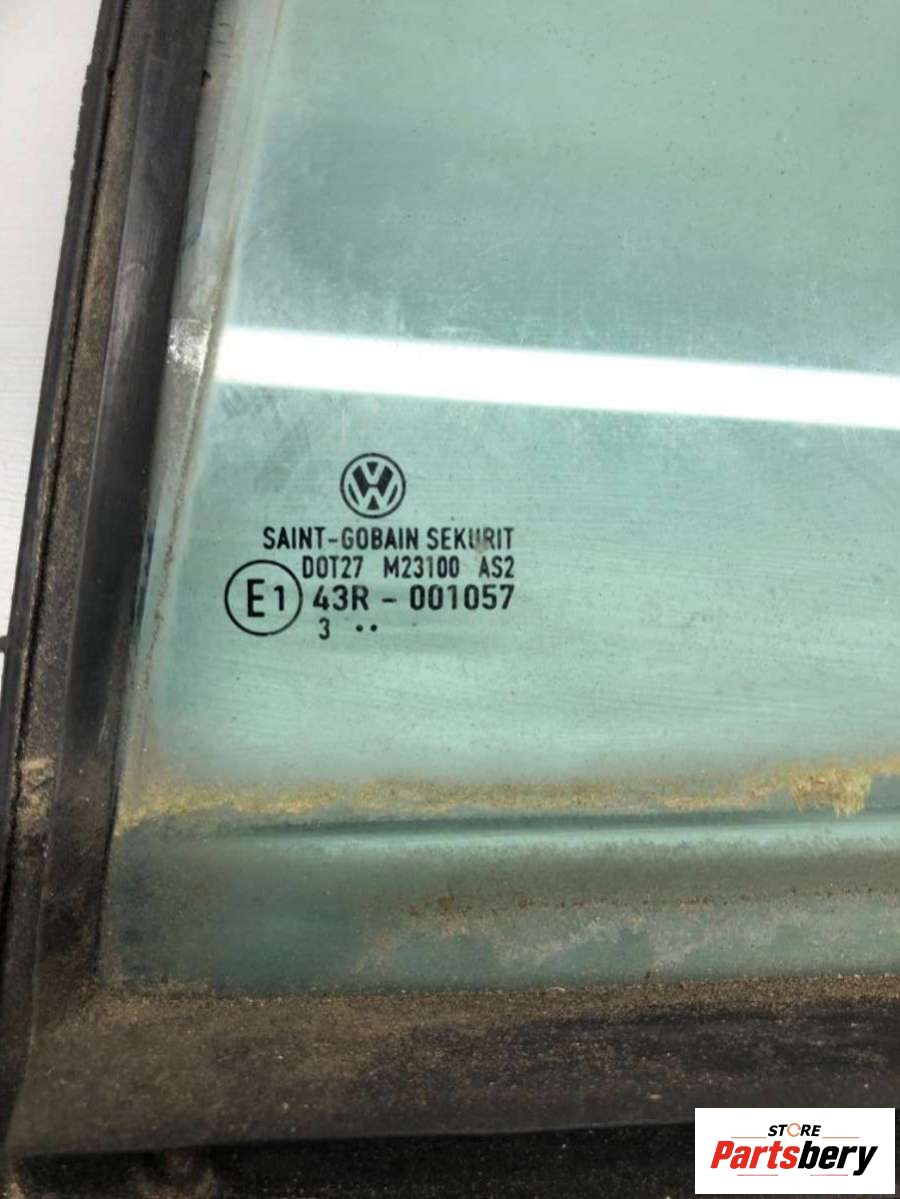 SAINT-GOBAIN SEKURIT
DOT27 M23100 AS2
E1 43R - 001057
3 ••
STORE
Partsbery